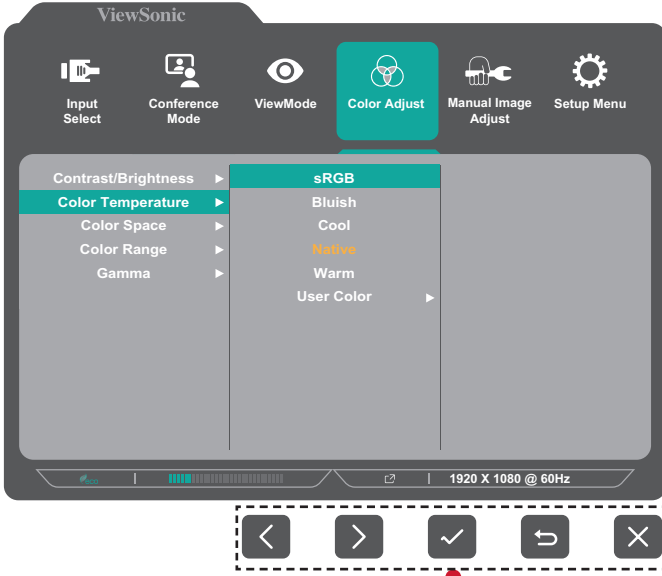 ViewSonic
Input Select
Conference Mode
ViewMode
Color Adjust
Manual Image Adjust
Setup Menu
Contrast/Brightness
Color Temperature
Color Space
Color Range
Gamma
sRGB
Bluish
Cool
Native
Warm
User Color
1920 X 1080 @ 60Hz